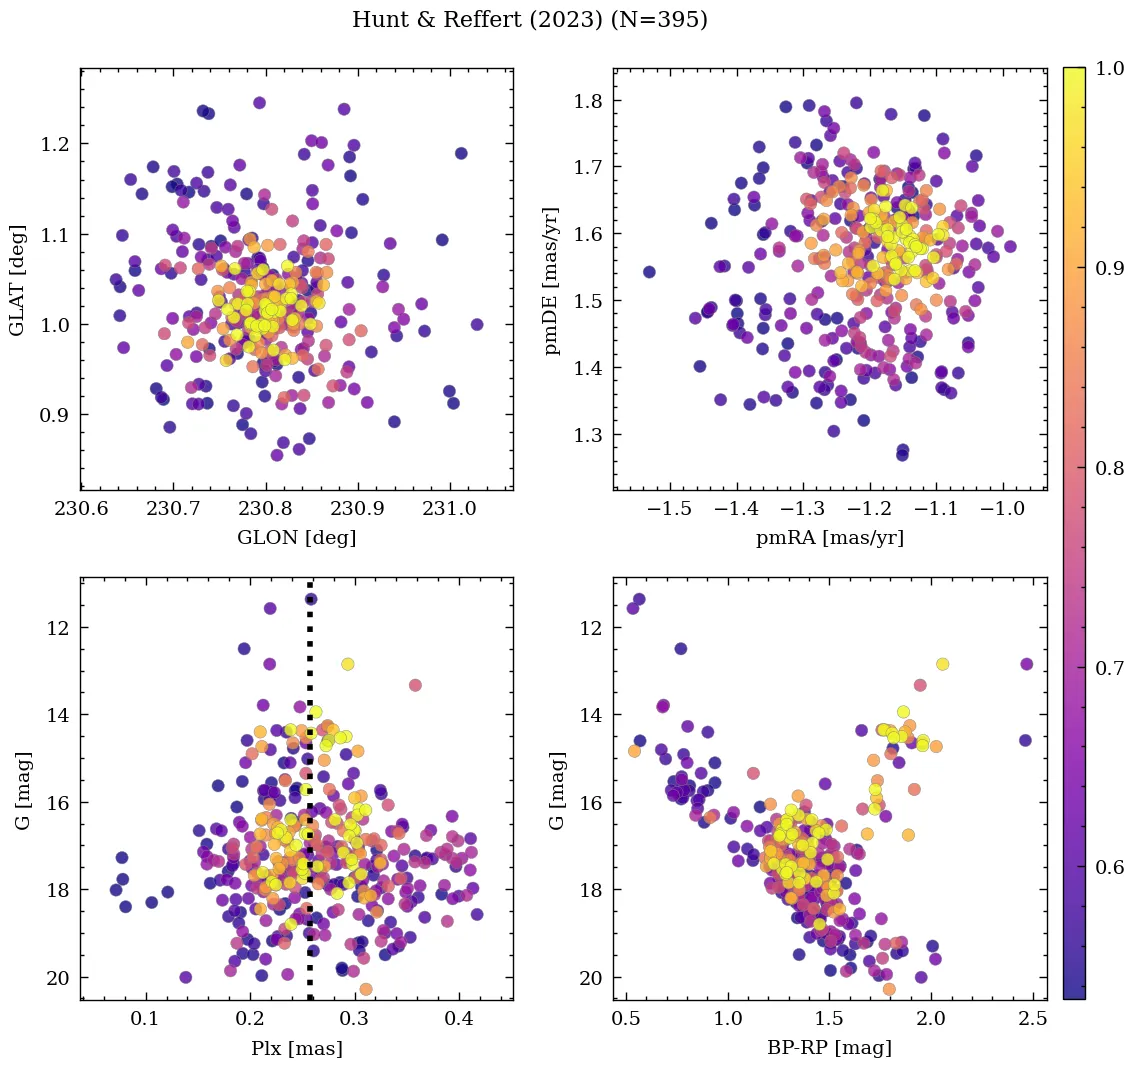 Hunt & Reffert (2023) (N=395)
1.2
1.1
1.0
0.9
GLAT [deg]
230.6 230.7 230.8 230.9 231.0
GLON [deg]
1.8
1.7
1.6
1.5
1.4
1.3
pmDE [mas/yr]
−1.5 −1.4 −1.3 −1.2 −1.1 −1.0
pmRA [mas/yr]
1.0
0.9
0.8
0.7
0.6
12
14
16
18
20
G [mag]
0.1 0.2 0.3 0.4
Plx [mas]
12
14
16
18
20
G [mag]
0.5 1.0 1.5 2.0 2.5
BP-RP [mag]